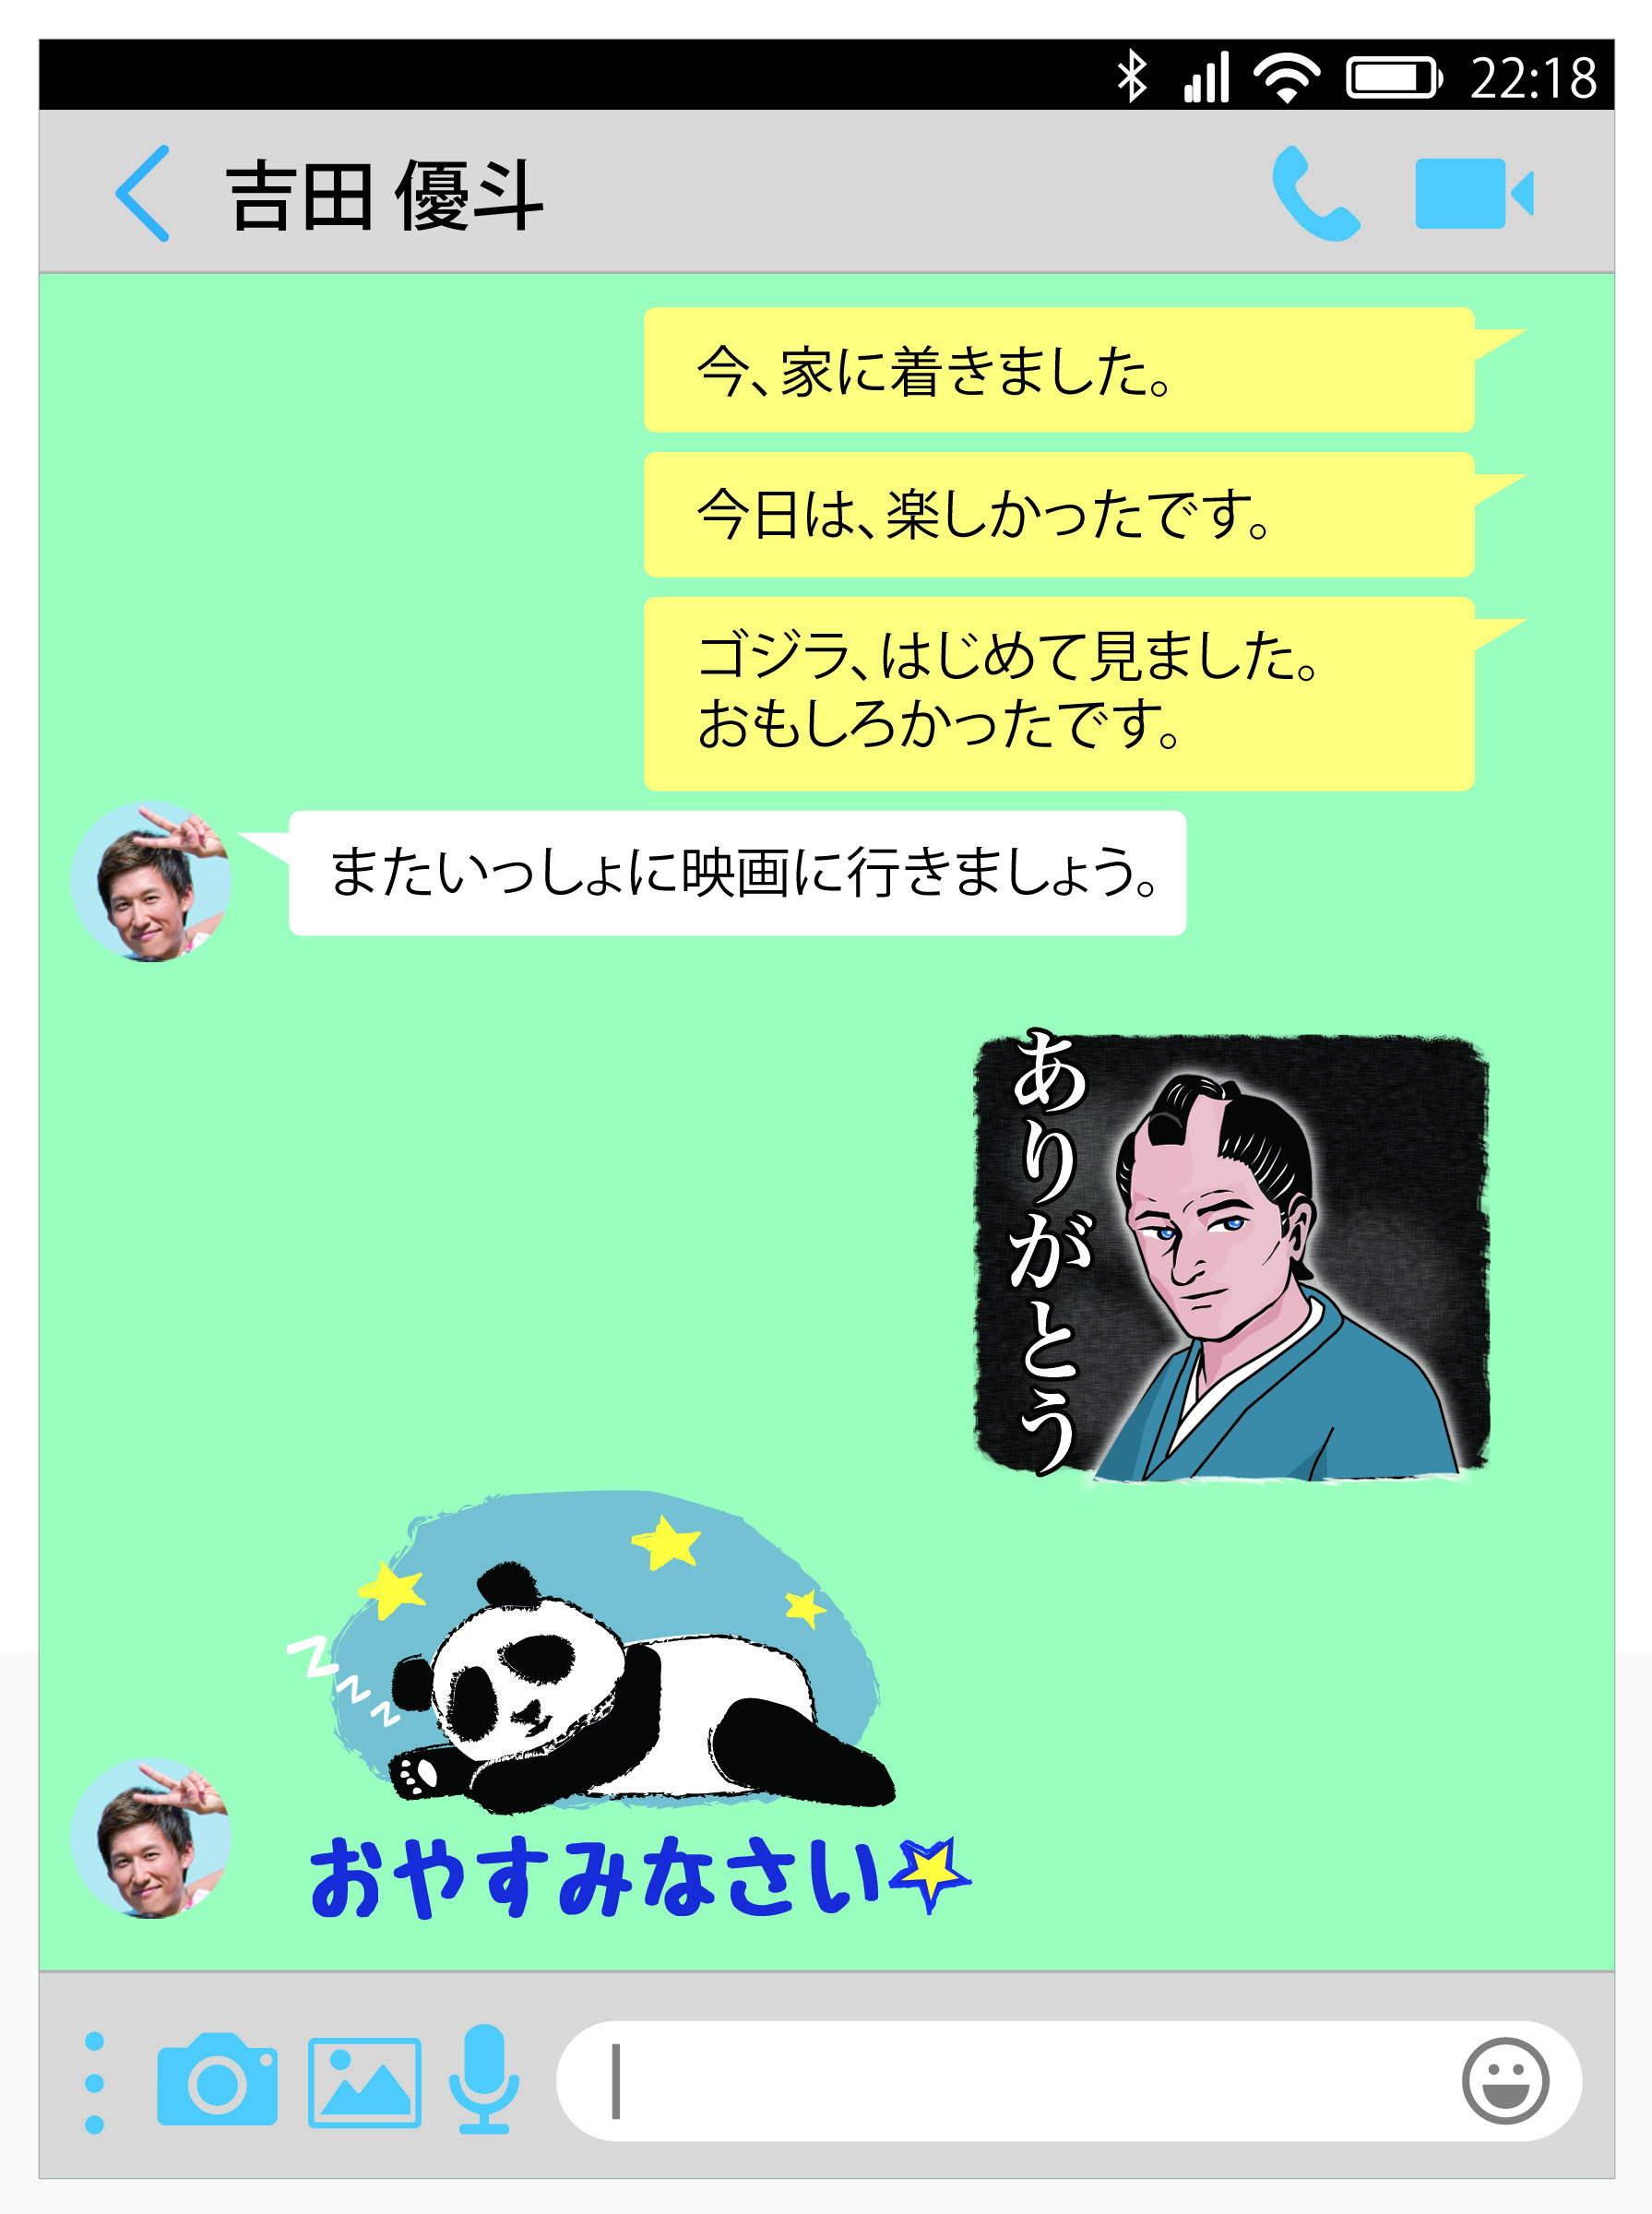 22:18
吉田 優斗
今、家に着きました。
今日は、楽しかったです。
ゴジラ、はじめて見ました。
おもしろかったです。
またいっしょに映画に行きましょう。
ありがとう
zzz
おやすみなさい